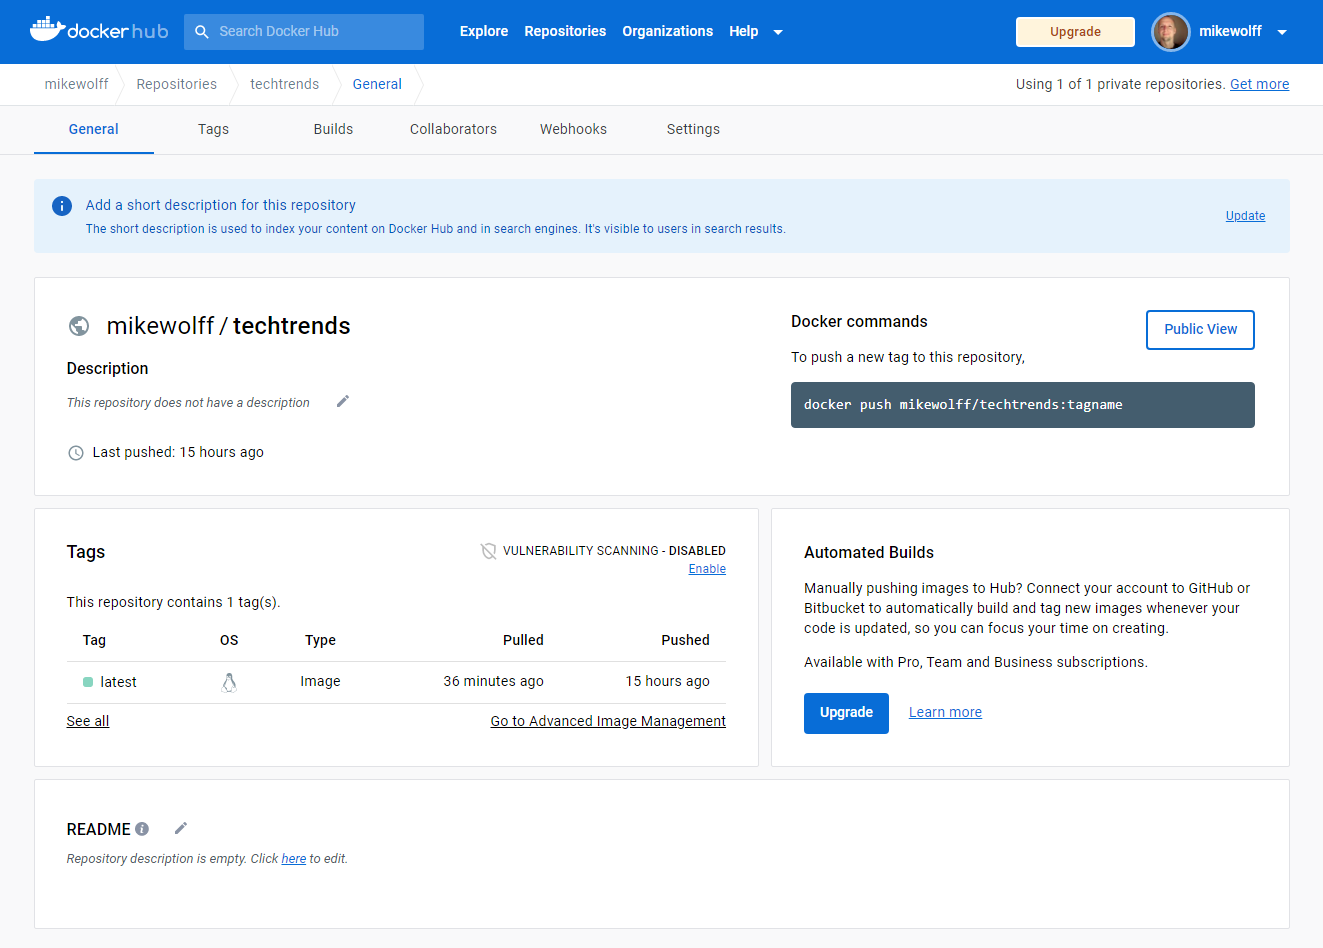 docker hub
Search Docker Hub
Explore Repositories Organizations Help
Upgrade
mikewolff
mikewolff Repositories techtrends General
Using 1 of 1 private repositories. Get more
General Tags Builds Collaborators Webhooks Settings
Add a short description for this repository
The short description is used to index your content on Docker Hub and in search engines. It's visible to users in search results.
Update
mikewolff / techtrends
Description
This repository does not have a description
Last pushed: 15 hours ago
Docker commands
Public View
To push a new tag to this repository,
docker push mikewolff/techtrends:tagname
Tags
VULNERABILITY SCANNING - DISABLED
Enable
This repository contains 1 tag(s).
Tag OS Type Pulled Pushed
latest Image 36 minutes ago 15 hours ago
See all Go to Advanced Image Management
Automated Builds
Manually pushing images to Hub? Connect your account to GitHub or
Bitbucket to automatically build and tag new images whenever your
code is updated, so you can focus your time on creating.
Available with Pro, Team and Business subscriptions.
Upgrade Learn more
README
Repository description is empty. Click here to edit.